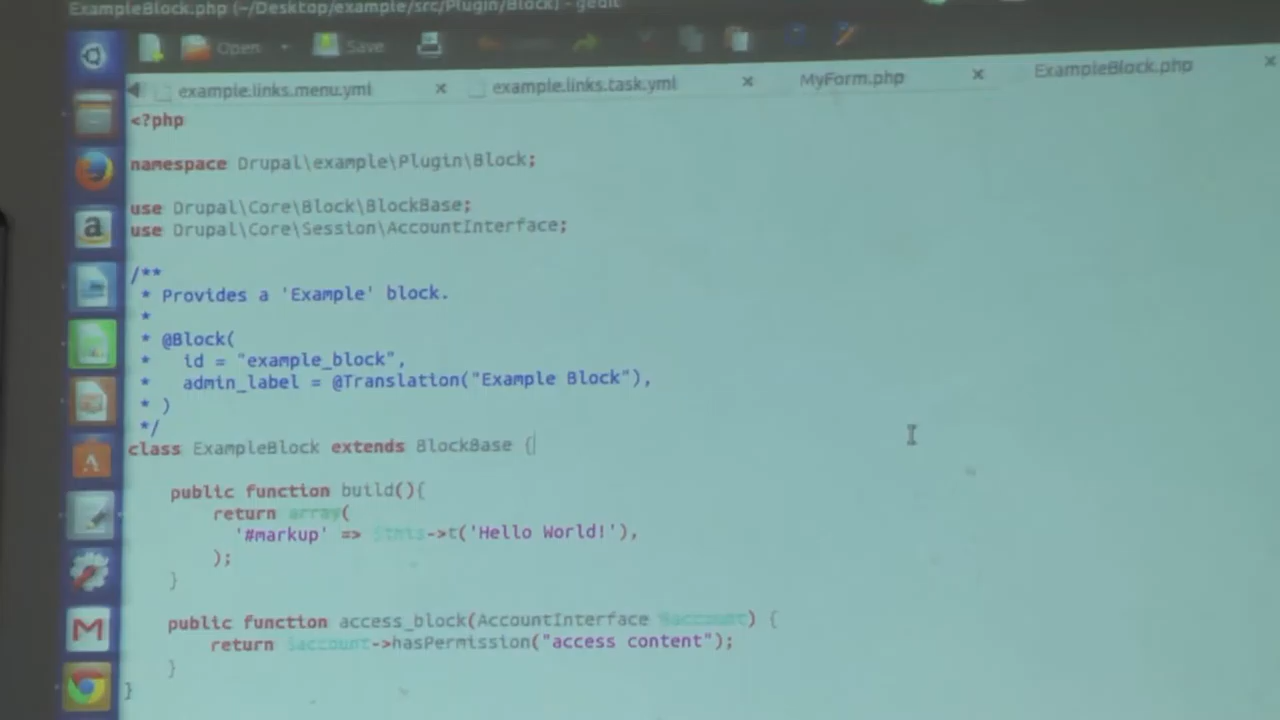 ExampleBlock.php (~/Desktop/example/src/Plugin/Block) - gedit
Open Save
example.links.menu.yml × example.links.task.yml × MyForm.php × ExampleBlock.php ×
<?php
namespace Drupal\example\Plugin\Block;
use Drupal\Core\Block\BlockBase;
use Drupal\Core\Session\AccountInterface;
/**
* Provides a 'Example' block.
*
* @Block(
*   id = "example_block",
*   admin_label = @Translation("Example Block"),
* )
*/
class ExampleBlock extends BlockBase {
public function build(){
return array(
'#markup' => $this->t('Hello World!'),
);
}
public function access_block(AccountInterface $account) {
return $account->hasPermission("access content");
}
}